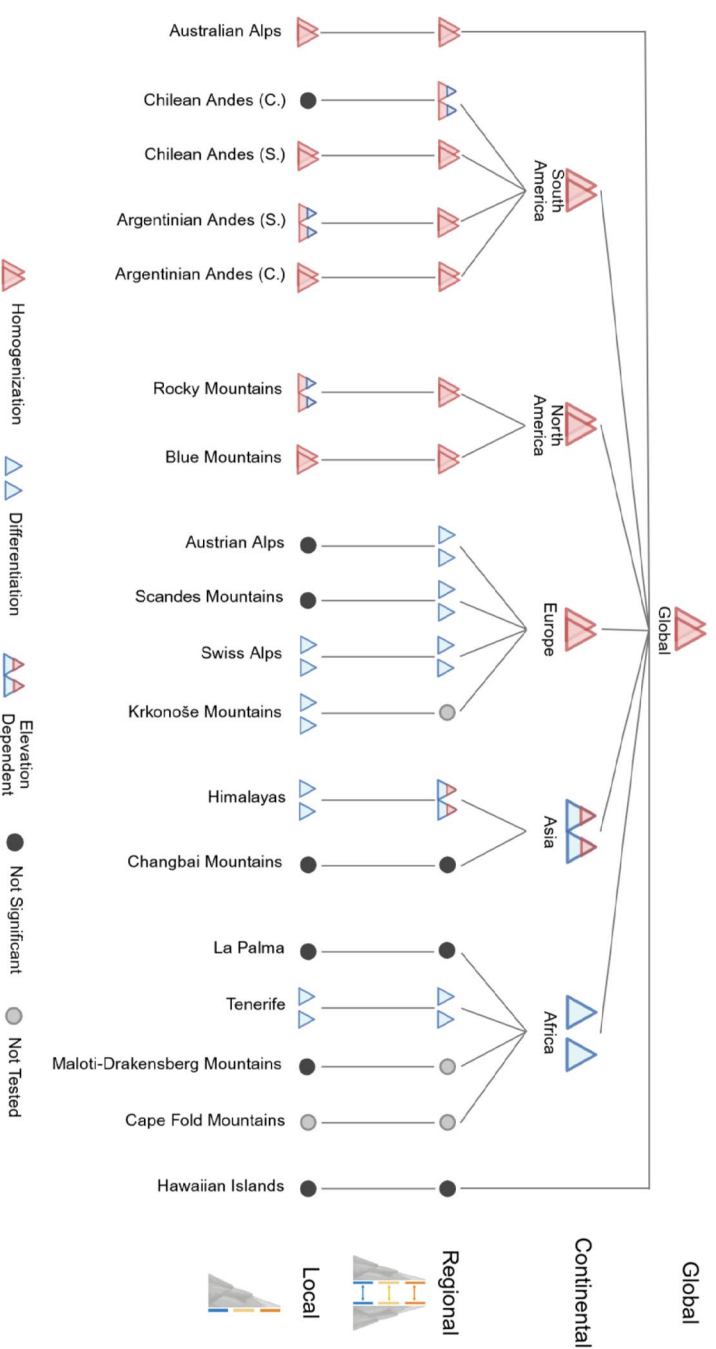 Australian Alps
Chilean Andes (C.)
Chilean Andes (S.)
Argentinian Andes (S.)
Argentinian Andes (C.)
Rocky Mountains
Blue Mountains
Austrian Alps
Scandes Mountains
Swiss Alps
Krkonoše Mountains
Himalayas
Changbai Mountains
La Palma
Tenerife
Maloti-Drakensberg Mountains
Cape Fold Mountains
Hawaiian Islands
South
America
North
America
Europe
Asia
Africa
Global
Global
Continental
Regional
Local
Homogenization
Differentiation
Elevation
Dependent
Not Significant
Not Tested